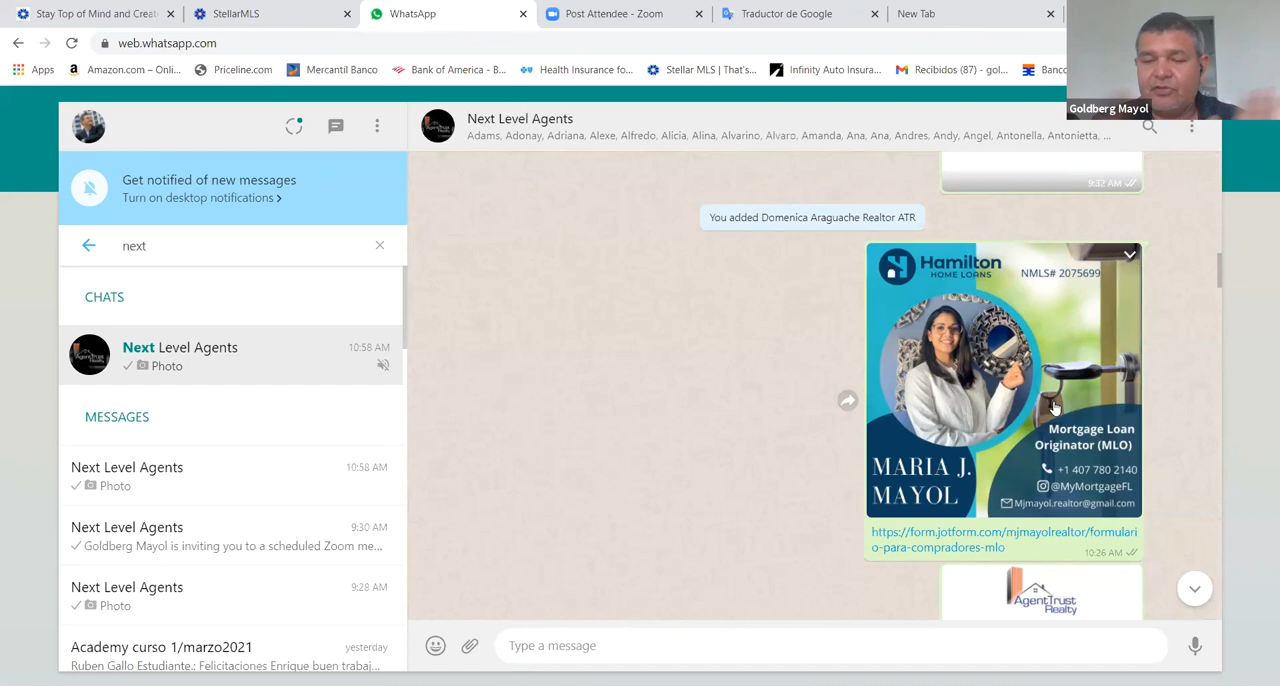 Stay Top of Mind and Creat
StellarMLS
WhatsApp
Post Attendee - Zoom
Traductor de Google
New Tab
web.whatsapp.com
Apps
Amazon.com – Onli...
Priceline.com
Mercantil Banco
Bank of America - B...
Health Insurance fo...
Stellar MLS | That's...
Infinity Auto Insura...
Recibidos (87) - gol...
Banco
Goldberg Mayol
Next Level Agents
Adams, Adonay, Adriana, Alexe, Alfredo, Alicia, Alina, Alvarino, Alvaro, Amanda, Ana, Ana, Andres, Andy, Angel, Antonella, Antonietta, ...
Get notified of new messages
Turn on desktop notifications >
next
CHATS
Next Level Agents
10:58 AM
Photo
MESSAGES
Next Level Agents
10:58 AM
Photo
Next Level Agents
9:30 AM
Goldberg Mayol is inviting you to a scheduled Zoom me...
Next Level Agents
9:28 AM
Photo
Academy curso 1/marzo2021
yesterday
Ruben Gallo Estudiante.: Felicitaciones Enrique buen trabaj...
9:32 AM
You added Domenica Araguache Realtor ATR
Hamilton
HOME LOANS
NMLS# 2075699
Mortgage Loan
Originator (MLO)
+1 407 780 2140
@MyMortgageFL
Mjmayol.realtor@gmail.com
MARIA J.
MAYOL
https://form.jotform.com/mjmayolrealtor/formulari
o-para-compradores-mlo
10:26 AM
AgentTrust
Realty
Type a message